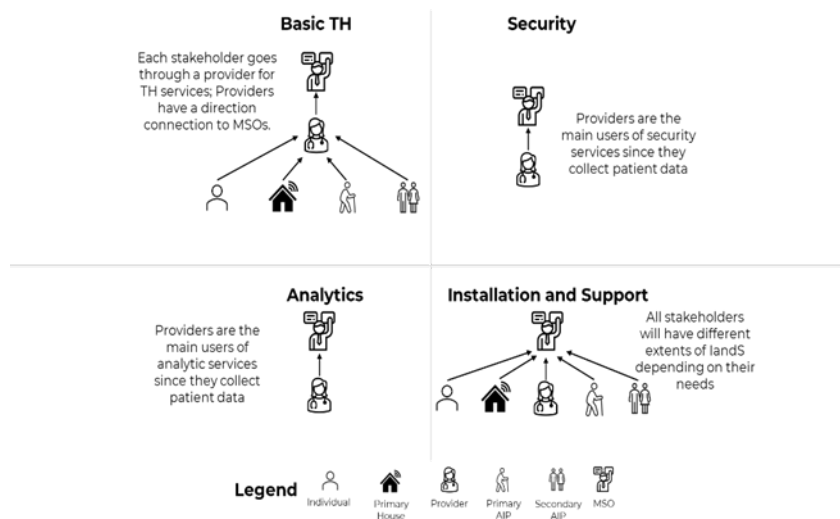 Basic TH
Each stakeholder goes
through a provider for
TH services; Providers
have a direction
connection to MSOs.
Security
Providers are the
main users of security
services since they
collect patient data
Analytics
Providers are the
main users of
analytic services
since they collect
patient data
Installation and Support
All stakeholders
will have different
extents of IandS
depending on their
needs
Legend
Individual
Primary
House
Provider
Primary
AIP
Secondary
AIP
MSO